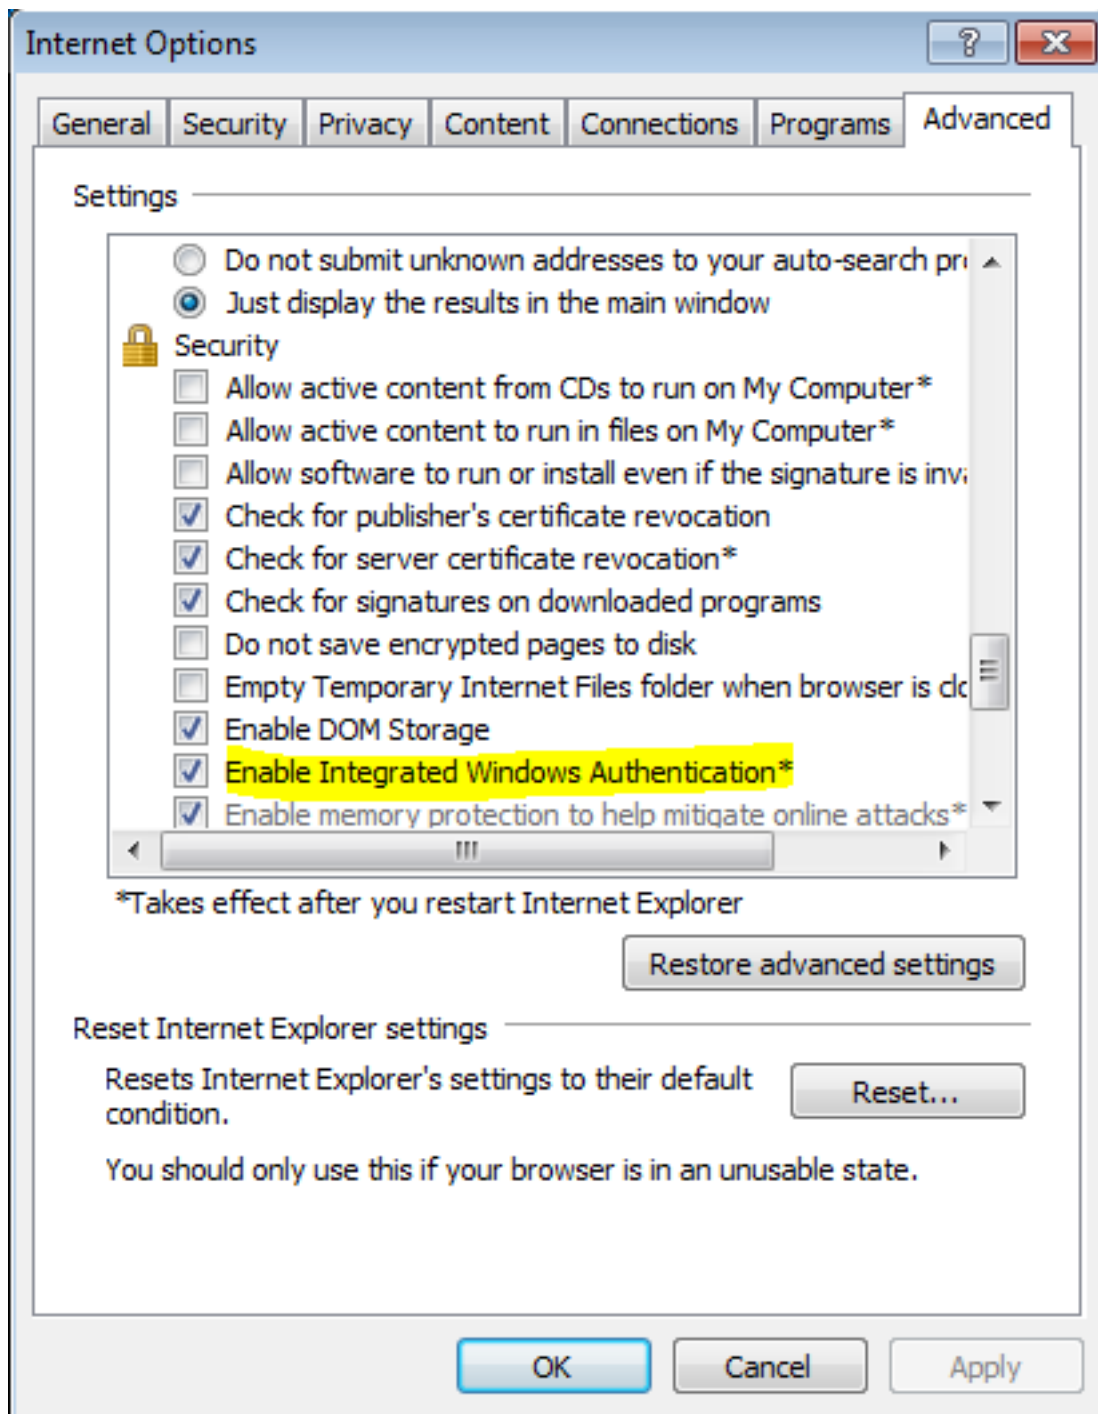 Internet Options
General Security Privacy Content Connections Programs Advanced
Settings
Do not submit unknown addresses to your auto-search
Just display the results in the main window
Security
Allow active content from CDs to run on My Computer*
Allow active content to run in files on My Computer*
Allow software to run or install even if the signature is
Check for publisher's certificate revocation
Check for server certificate revocation*
Check for signatures on downloaded programs
Do not save encrypted pages to disk
Empty Temporary Internet Files folder when browser is
Enable DOM Storage
Enable Integrated Windows Authentication*
Enable memory protection to help mitigate online attacks*
*Takes effect after you restart Internet Explorer
Restore advanced settings
Reset Internet Explorer settings
Resets Internet Explorer's settings to their default
condition.
Reset...
You should only use this if your browser is in an unusable state.
OK Cancel Apply